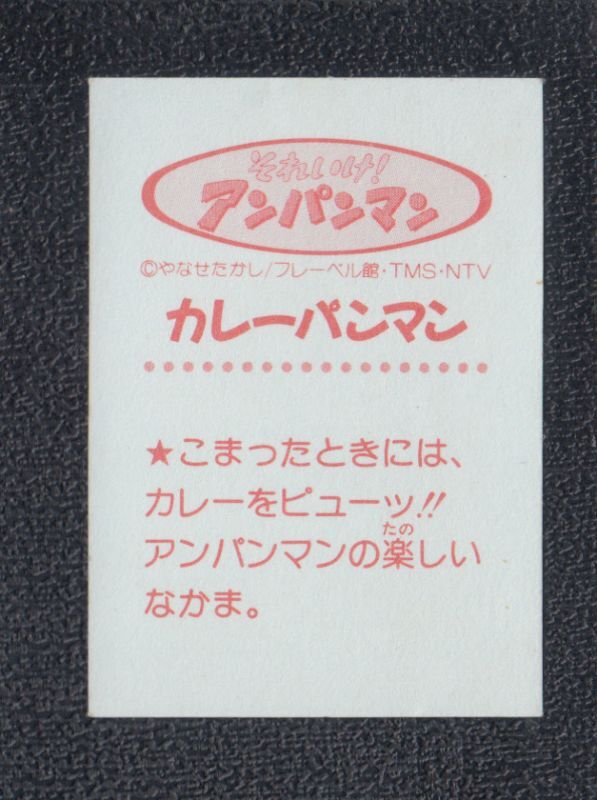 それいけ!
アンパンマン
©やなせたかし/フレーベル館・TMS・NTV
カレーパンマン
★こまったときには、
カレーをピューッ!!
アンパンマンの楽しい
たの
なかま。